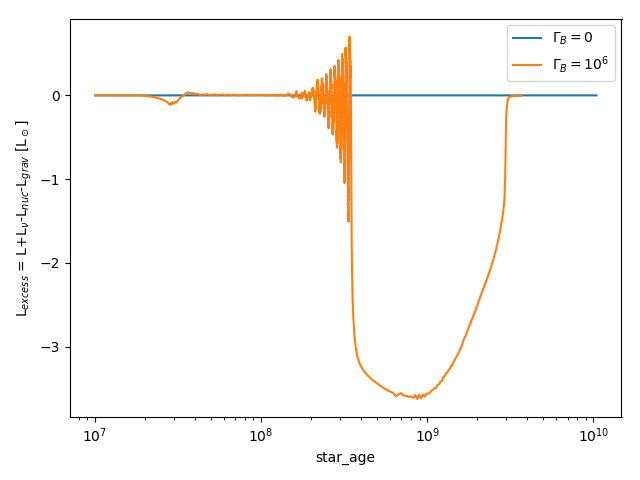 Γ_B = 0
Γ_B = 10^6
0
−1
−2
−3
L_excess = L+L_ν-L_nuc-L_grav [L_⊙]
10^7
10^8
10^9
10^10
star_age